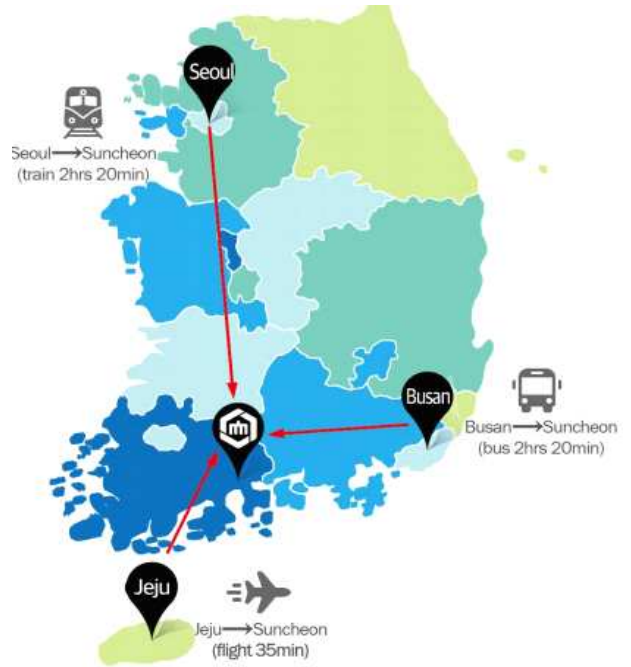 Seoul
Seoul→Suncheon
(train 2hrs 20min)
Busan
Busan→Suncheon
(bus 2hrs 20min)
Jeju
Jeju→Suncheon
(flight 35min)